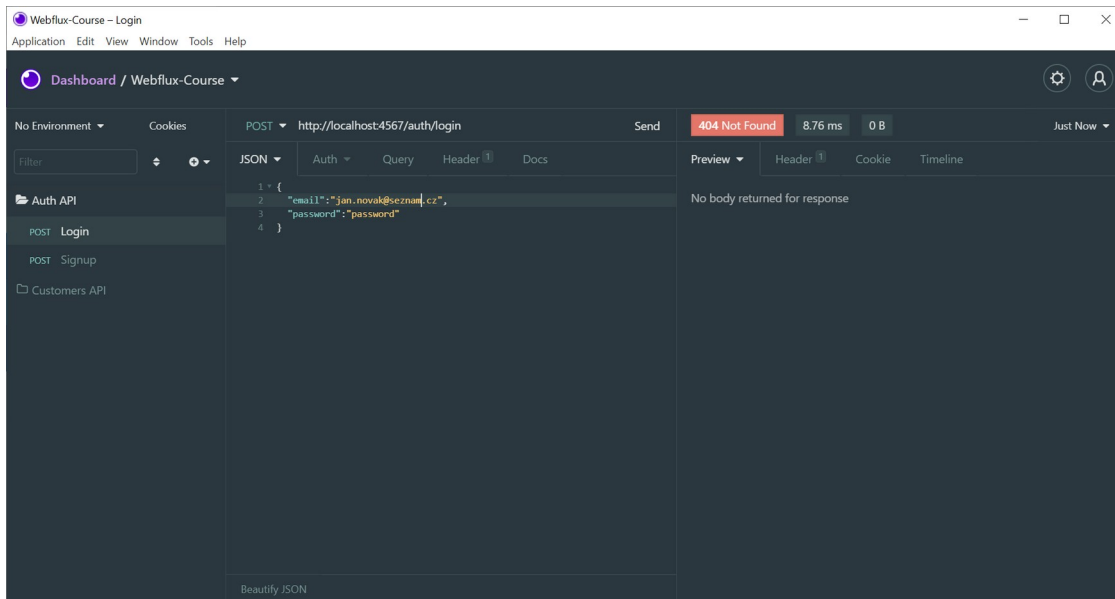 Webflux-Course – Login
Application Edit View Window Tools Help
Dashboard / Webflux-Course
No Environment Cookies
POST http://localhost:4567/auth/login Send
404 Not Found 8.76 ms 0 B Just Now
Filter
JSON Auth Query Header 1 Docs
Preview Header 1 Cookie Timeline
1 {
2 "email":"jan.novak@seznam.cz",
3 "password":"password"
4 }
No body returned for response
Auth API
POST Login
POST Signup
Customers API
Beautify JSON